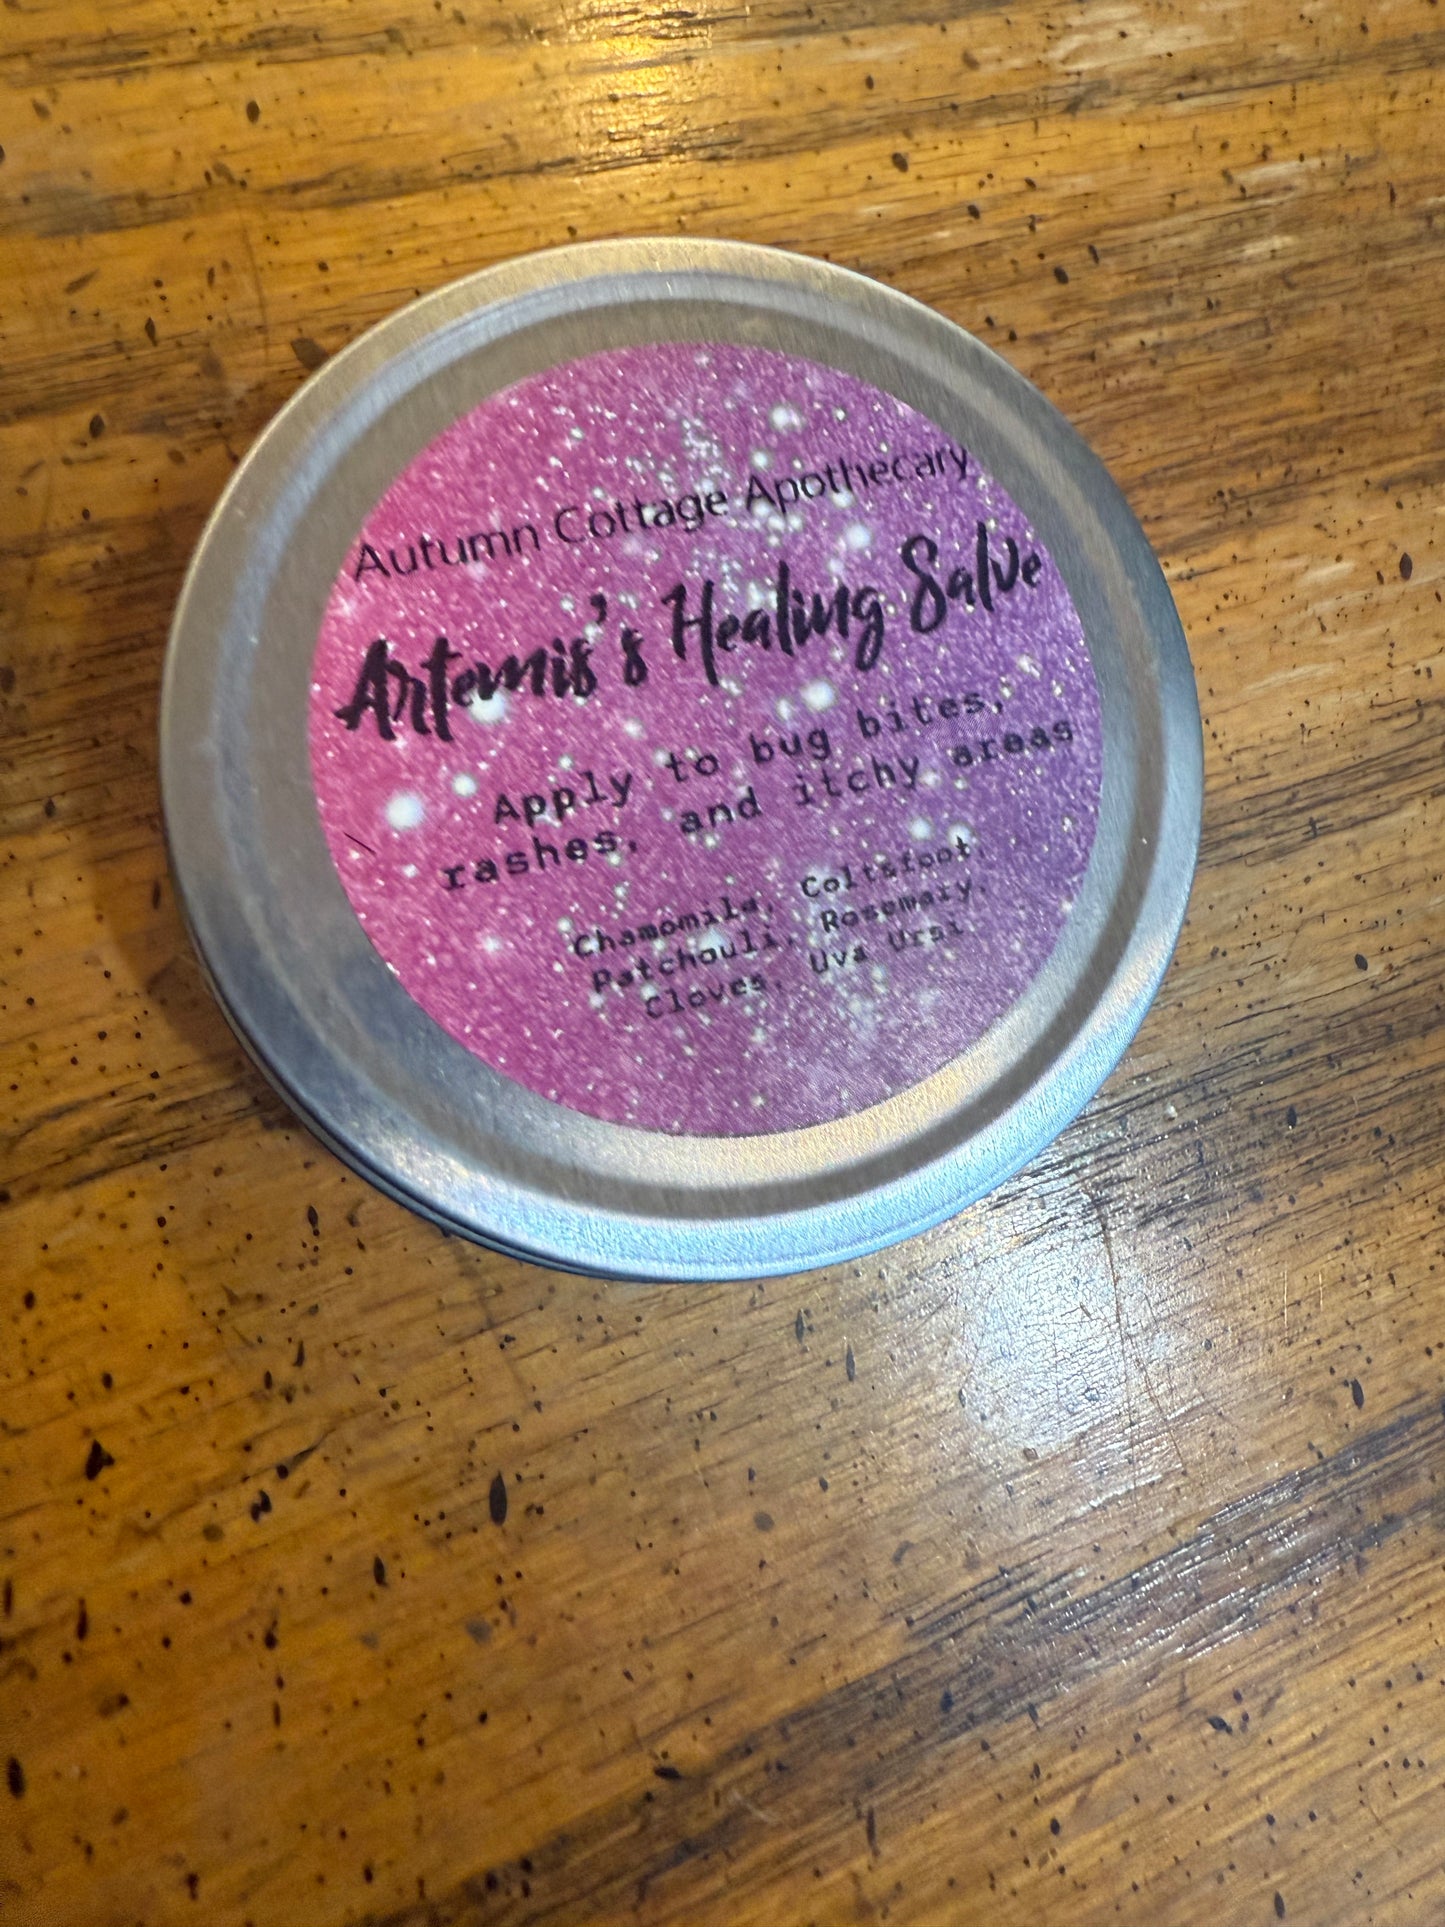 Autumn Cottage Apothecary
Artemis's Healing Salve
Apply to bug bites,
rashes, and itchy areas
Chamomile, Coltsfoot,
Patchouli, Rosemary,
Cloves, Uva Ursi